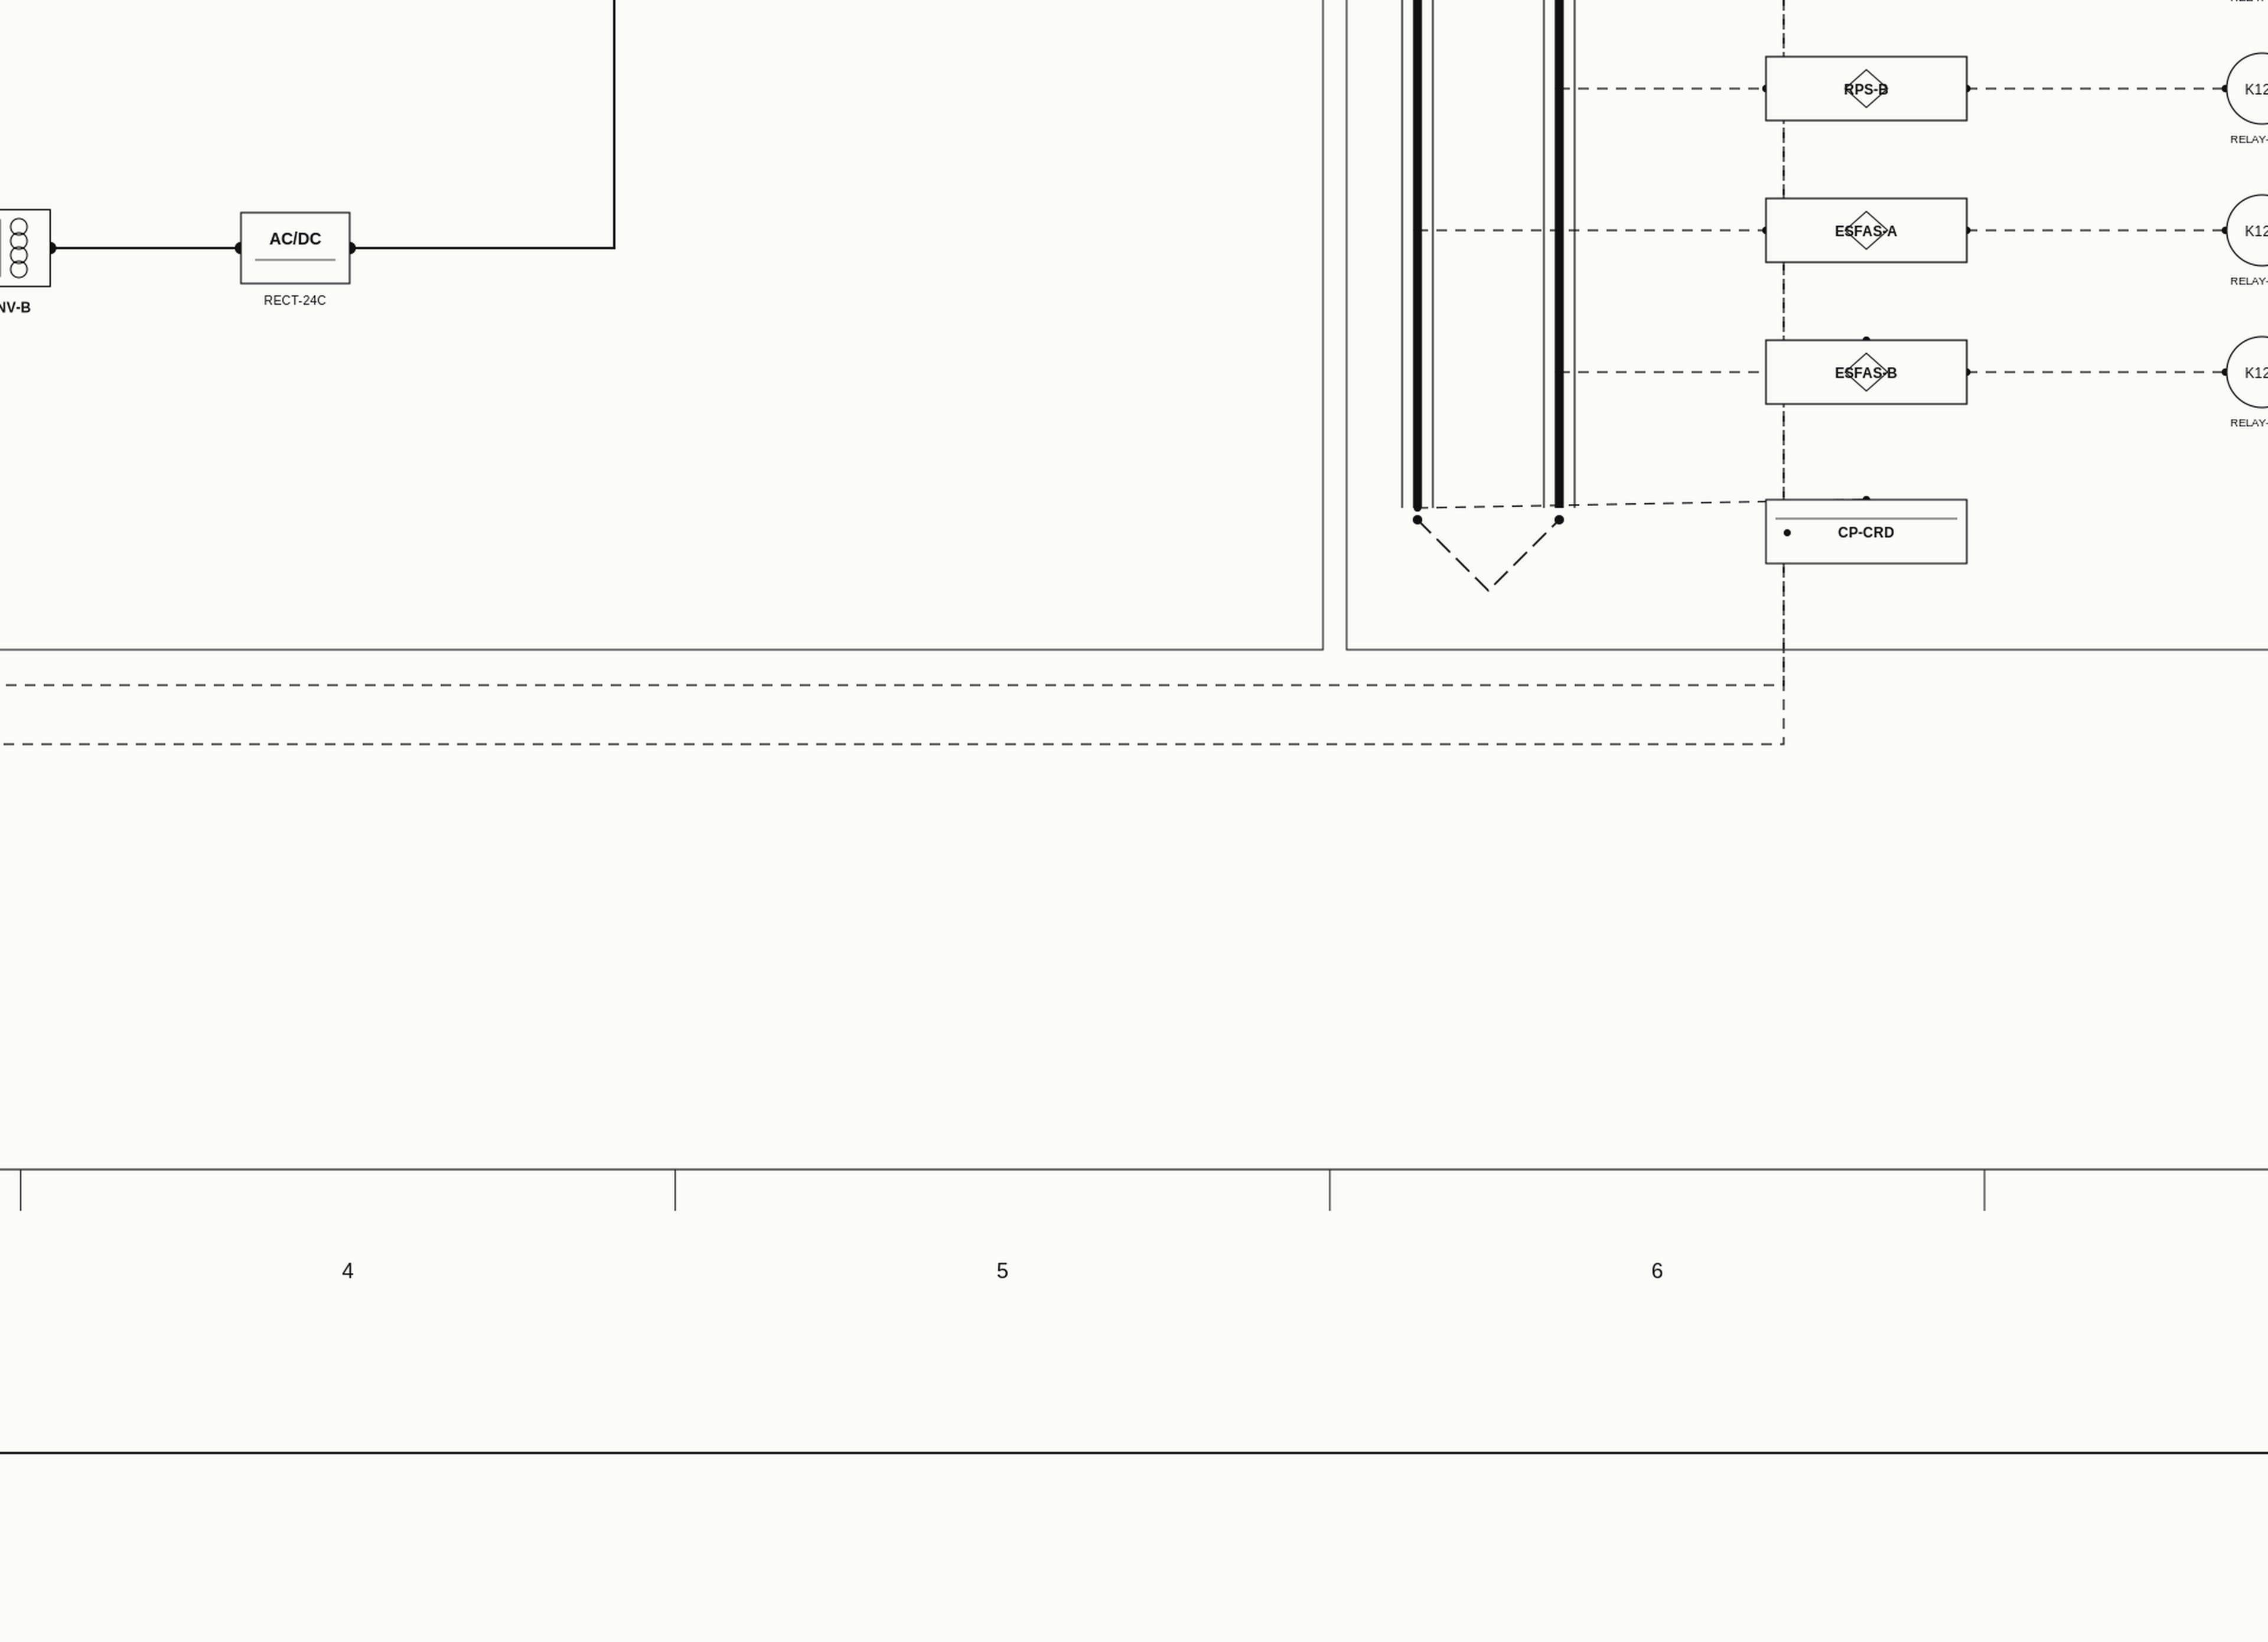 RPS-B
K12
RELAY-
AC/DC
ESFAS-A
K12
RECT-24C
RELAY-
NV-B
ESFAS-B
K12
RELAY-
CP-CRD
4
5
6